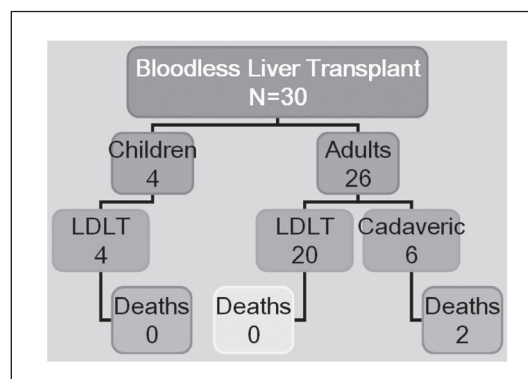 Bloodless Liver Transplant
N=30
Children
4
Adults
26
LDLT
4
LDLT
20
Cadaveric
6
Deaths
0
Deaths
0
Deaths
2